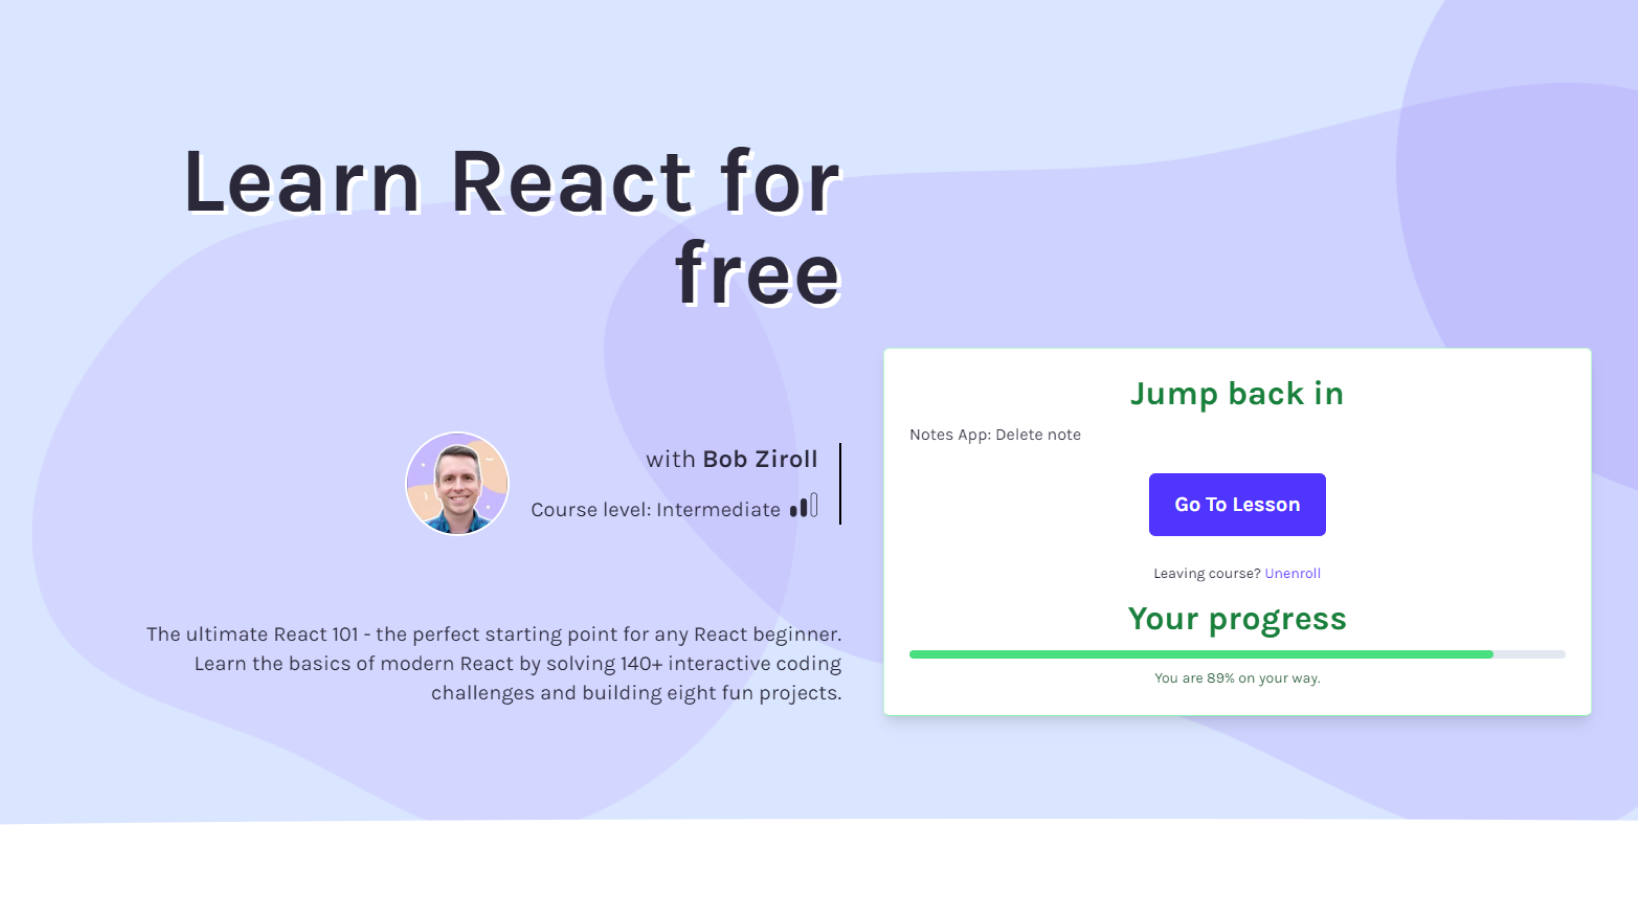 Learn React for
free
with Bob Ziroll
Course level: Intermediate
The ultimate React 101 - the perfect starting point for any React beginner.
Learn the basics of modern React by solving 140+ interactive coding
challenges and building eight fun projects.
Jump back in
Notes App: Delete note
Go To Lesson
Leaving course? Unenroll
Your progress
You are 89% on your way.